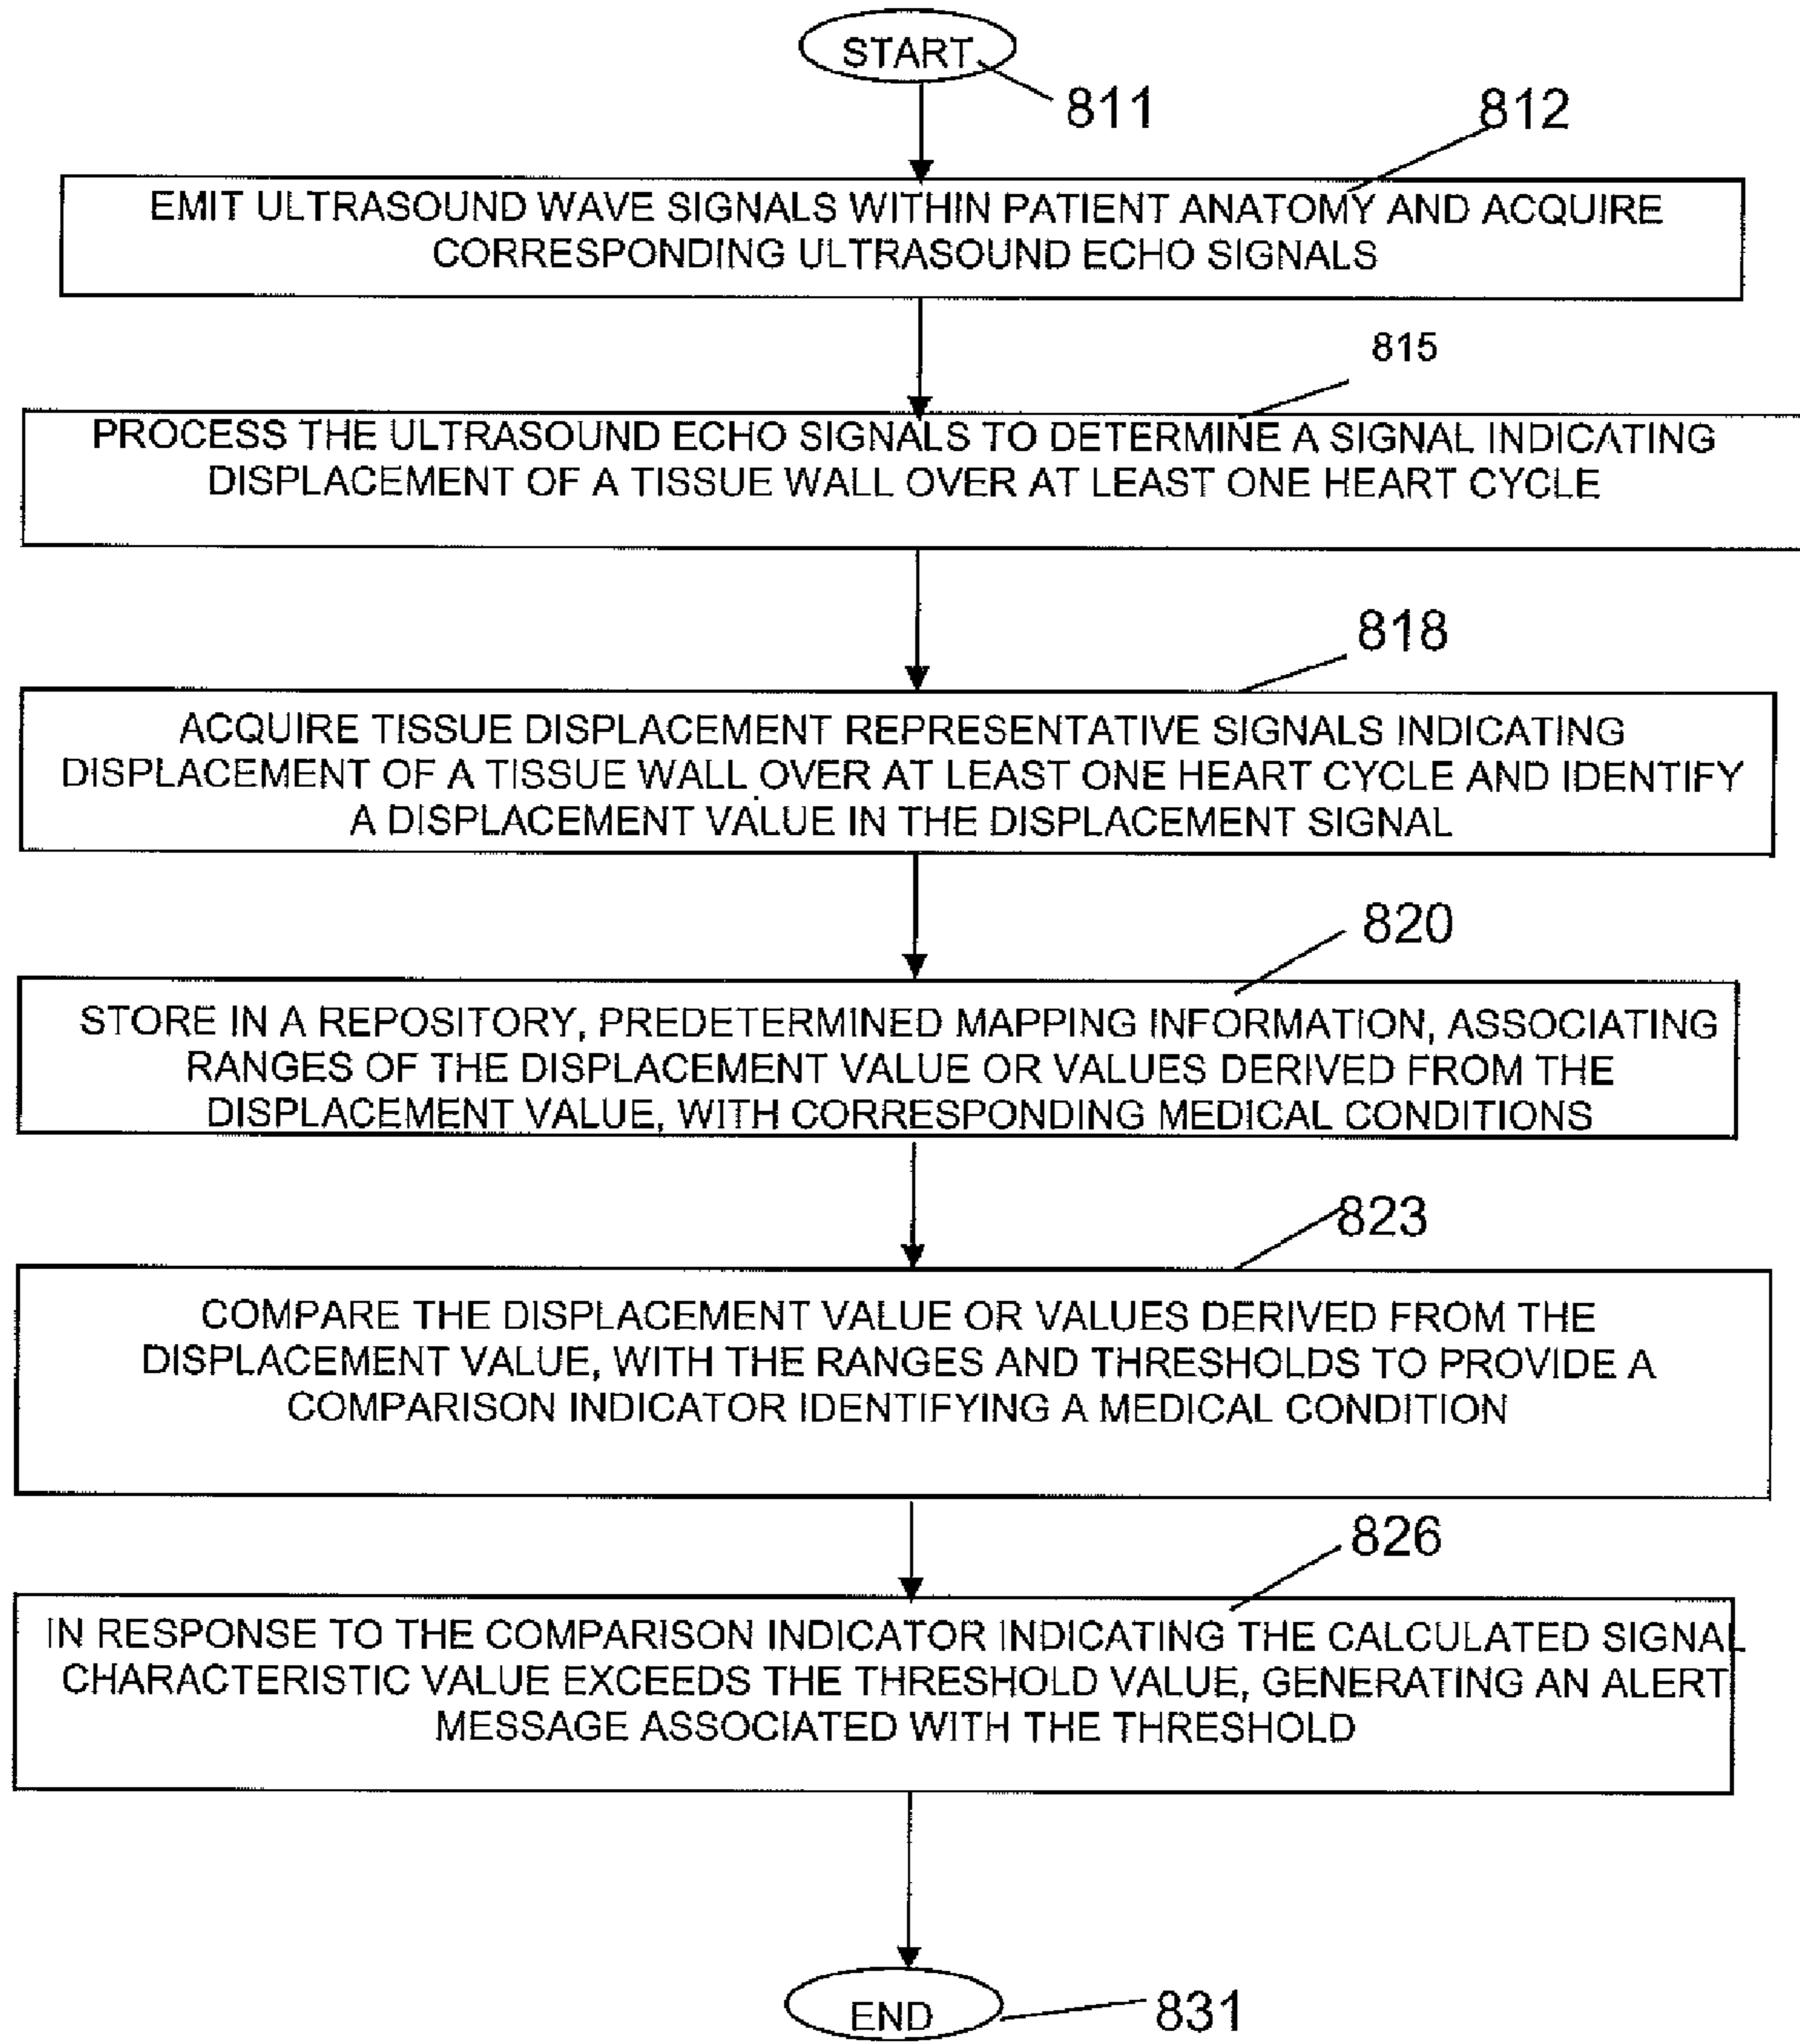 START
811
812
EMIT ULTRASOUND WAVE SIGNALS WITHIN PATIENT ANATOMY AND ACQUIRE
CORRESPONDING ULTRASOUND ECHO SIGNALS
815
PROCESS THE ULTRASOUND ECHO SIGNALS TO DETERMINE A SIGNAL INDICATING
DISPLACEMENT OF A TISSUE WALL OVER AT LEAST ONE HEART CYCLE
818
ACQUIRE TISSUE DISPLACEMENT REPRESENTATIVE SIGNALS INDICATING
DISPLACEMENT OF A TISSUE WALL OVER AT LEAST ONE HEART CYCLE AND IDENTIFY
A DISPLACEMENT VALUE IN THE DISPLACEMENT SIGNAL
820
STORE IN A REPOSITORY, PREDETERMINED MAPPING INFORMATION, ASSOCIATING
RANGES OF THE DISPLACEMENT VALUE OR VALUES DERIVED FROM THE
DISPLACEMENT VALUE, WITH CORRESPONDING MEDICAL CONDITIONS
823
COMPARE THE DISPLACEMENT VALUE OR VALUES DERIVED FROM THE
DISPLACEMENT VALUE, WITH THE RANGES AND THRESHOLDS TO PROVIDE A
COMPARISON INDICATOR IDENTIFYING A MEDICAL CONDITION
826
IN RESPONSE TO THE COMPARISON INDICATOR INDICATING THE CALCULATED SIGNAL
CHARACTERISTIC VALUE EXCEEDS THE THRESHOLD VALUE, GENERATING AN ALERT
MESSAGE ASSOCIATED WITH THE THRESHOLD
END
831